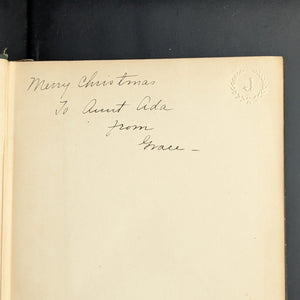 Merry Christmas
To Aunt Ada
from
Grace -
J